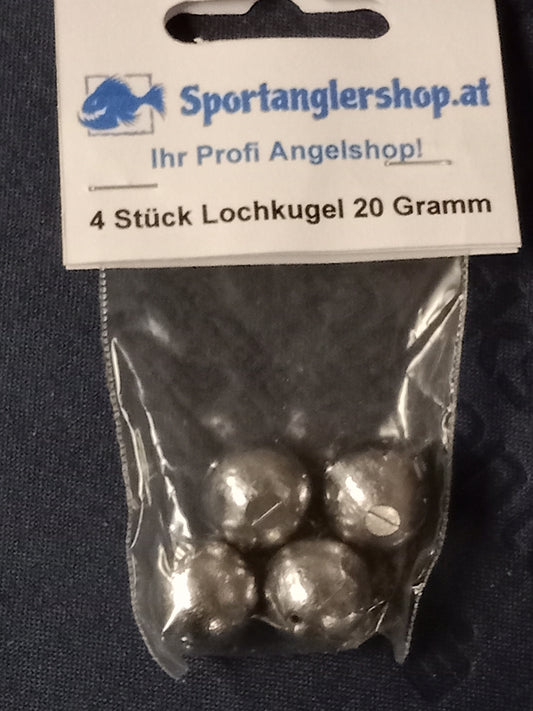 Sportanglershop.at
Ihr Profi Angelshop!
4 Stück Lochkugel 20 Gramm